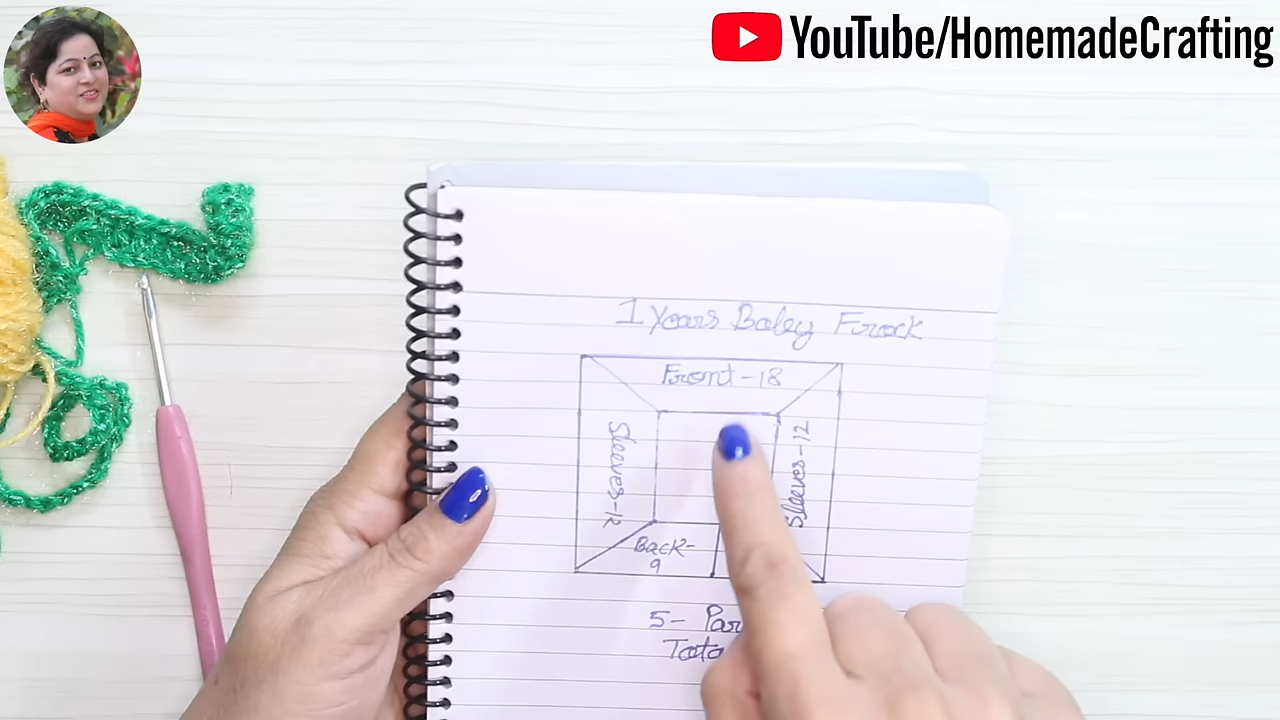 YouTube/HomemadeCrafting
1 Years Baby Frock
Front-18
Sleeves-12
Sleeves-12
Back-
9
5-